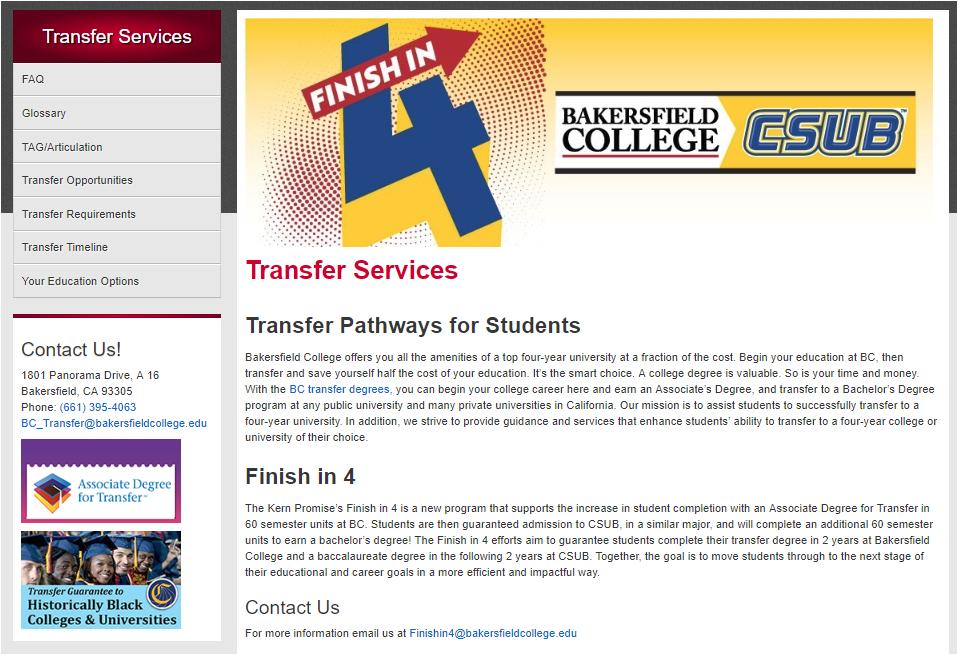 Transfer Services
FAQ
Glossary
TAG/Articulation
Transfer Opportunities
Transfer Requirements
Transfer Timeline
Your Education Options
Contact Us!
1801 Panorama Drive, A 16
Bakersfield, CA 93305
Phone: (661) 395-4063
BC_Transfer@bakersfieldcollege.edu
Associate Degree
for Transfer℠
Transfer Guarantee to
Historically Black
Colleges & Universities
FINISH IN
4
BAKERSFIELD
COLLEGE
CSUB™
Transfer Services
Transfer Pathways for Students
Bakersfield College offers you all the amenities of a top four-year university at a fraction of the cost. Begin your education at BC, then
transfer and save yourself half the cost of your education. It's the smart choice. A college degree is valuable. So is your time and money.
With the BC transfer degrees, you can begin your college career here and earn an Associate's Degree, and transfer to a Bachelor's Degree
program at any public university and many private universities in California. Our mission is to assist students to successfully transfer to a
four-year university. In addition, we strive to provide guidance and services that enhance students' ability to transfer to a four-year college or
university of their choice.
Finish in 4
The Kern Promise's Finish in 4 is a new program that supports the increase in student completion with an Associate Degree for Transfer in
60 semester units at BC. Students are then guaranteed admission to CSUB, in a similar major, and will complete an additional 60 semester
units to earn a bachelor's degree! The Finish in 4 efforts aim to guarantee students complete their transfer degree in 2 years at Bakersfield
College and a baccalaureate degree in the following 2 years at CSUB. Together, the goal is to move students through to the next stage of
their educational and career goals in a more efficient and impactful way.
Contact Us
For more information email us at Finishin4@bakersfieldcollege.edu